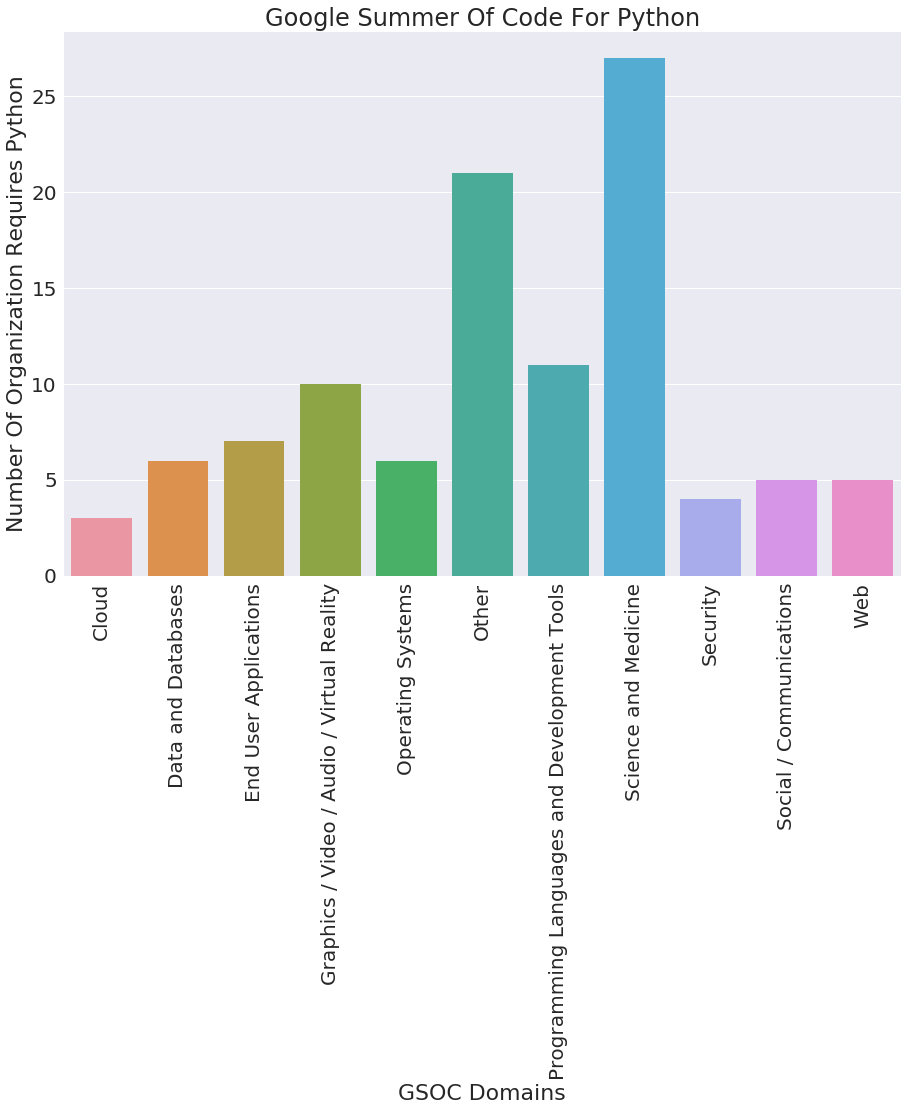 Google Summer Of Code For Python
Number Of Organization Requires Python
25
20
15
10
5
0
Cloud
Data and Databases
End User Applications
Graphics / Video / Audio / Virtual Reality
Operating Systems
Other
Programming Languages and Development Tools
Science and Medicine
Security
Social / Communications
Web
GSOC Domains